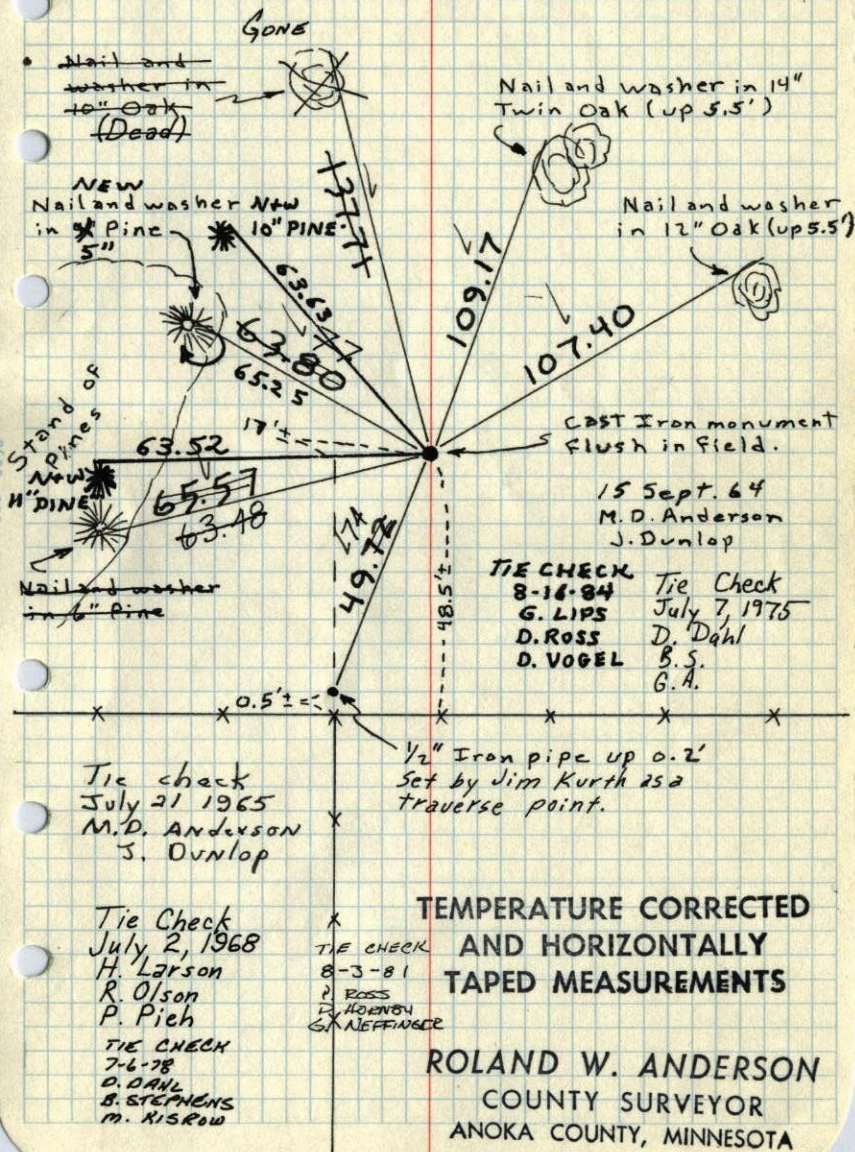 GONE
Nail and
washer in
10" Oak
(Dead)
Nail and washer in 14"
Twin Oak (up 5.5')
137.71
NEW
Nail and washer
in Pine
5"
N+W
10" PINE
Nail and washer
in 12" Oak (up 5.5')
109.17
107.40
63.63
77
63.80
65.25
Stand of
Pines
17'±
63.52
N+W
11" PINE
65.57
63.48
Cast Iron monument
flush in field.
15 Sept. 64
M. D. Anderson
J. Dunlop
49.72
.74
48.5'±
TIE CHECK
8-16-84
G. LIPS
D. ROSS
D. VOGEL
Tie Check
July 7, 1975
D. Dahl
B. S.
G. A.
Nail and washer
in 6" Pine
0.5'±
1/2" Iron pipe up 0.2'
Set by Jim Kurth as a
traverse point.
Tie check
July 21 1965
M.D. Anderson
J. Dunlop
Tie Check
July 2, 1968
H. Larson
R. Olson
P. Pieh
TIE CHECK
7-6-78
D. DAHL
B. STEPHENS
M. KISROW
TIE CHECK
8-3-81
ROSS
D. HORNBY
G. NEFFINGER
TEMPERATURE CORRECTED
AND HORIZONTALLY
TAPED MEASUREMENTS
ROLAND W. ANDERSON
COUNTY SURVEYOR
ANOKA COUNTY, MINNESOTA